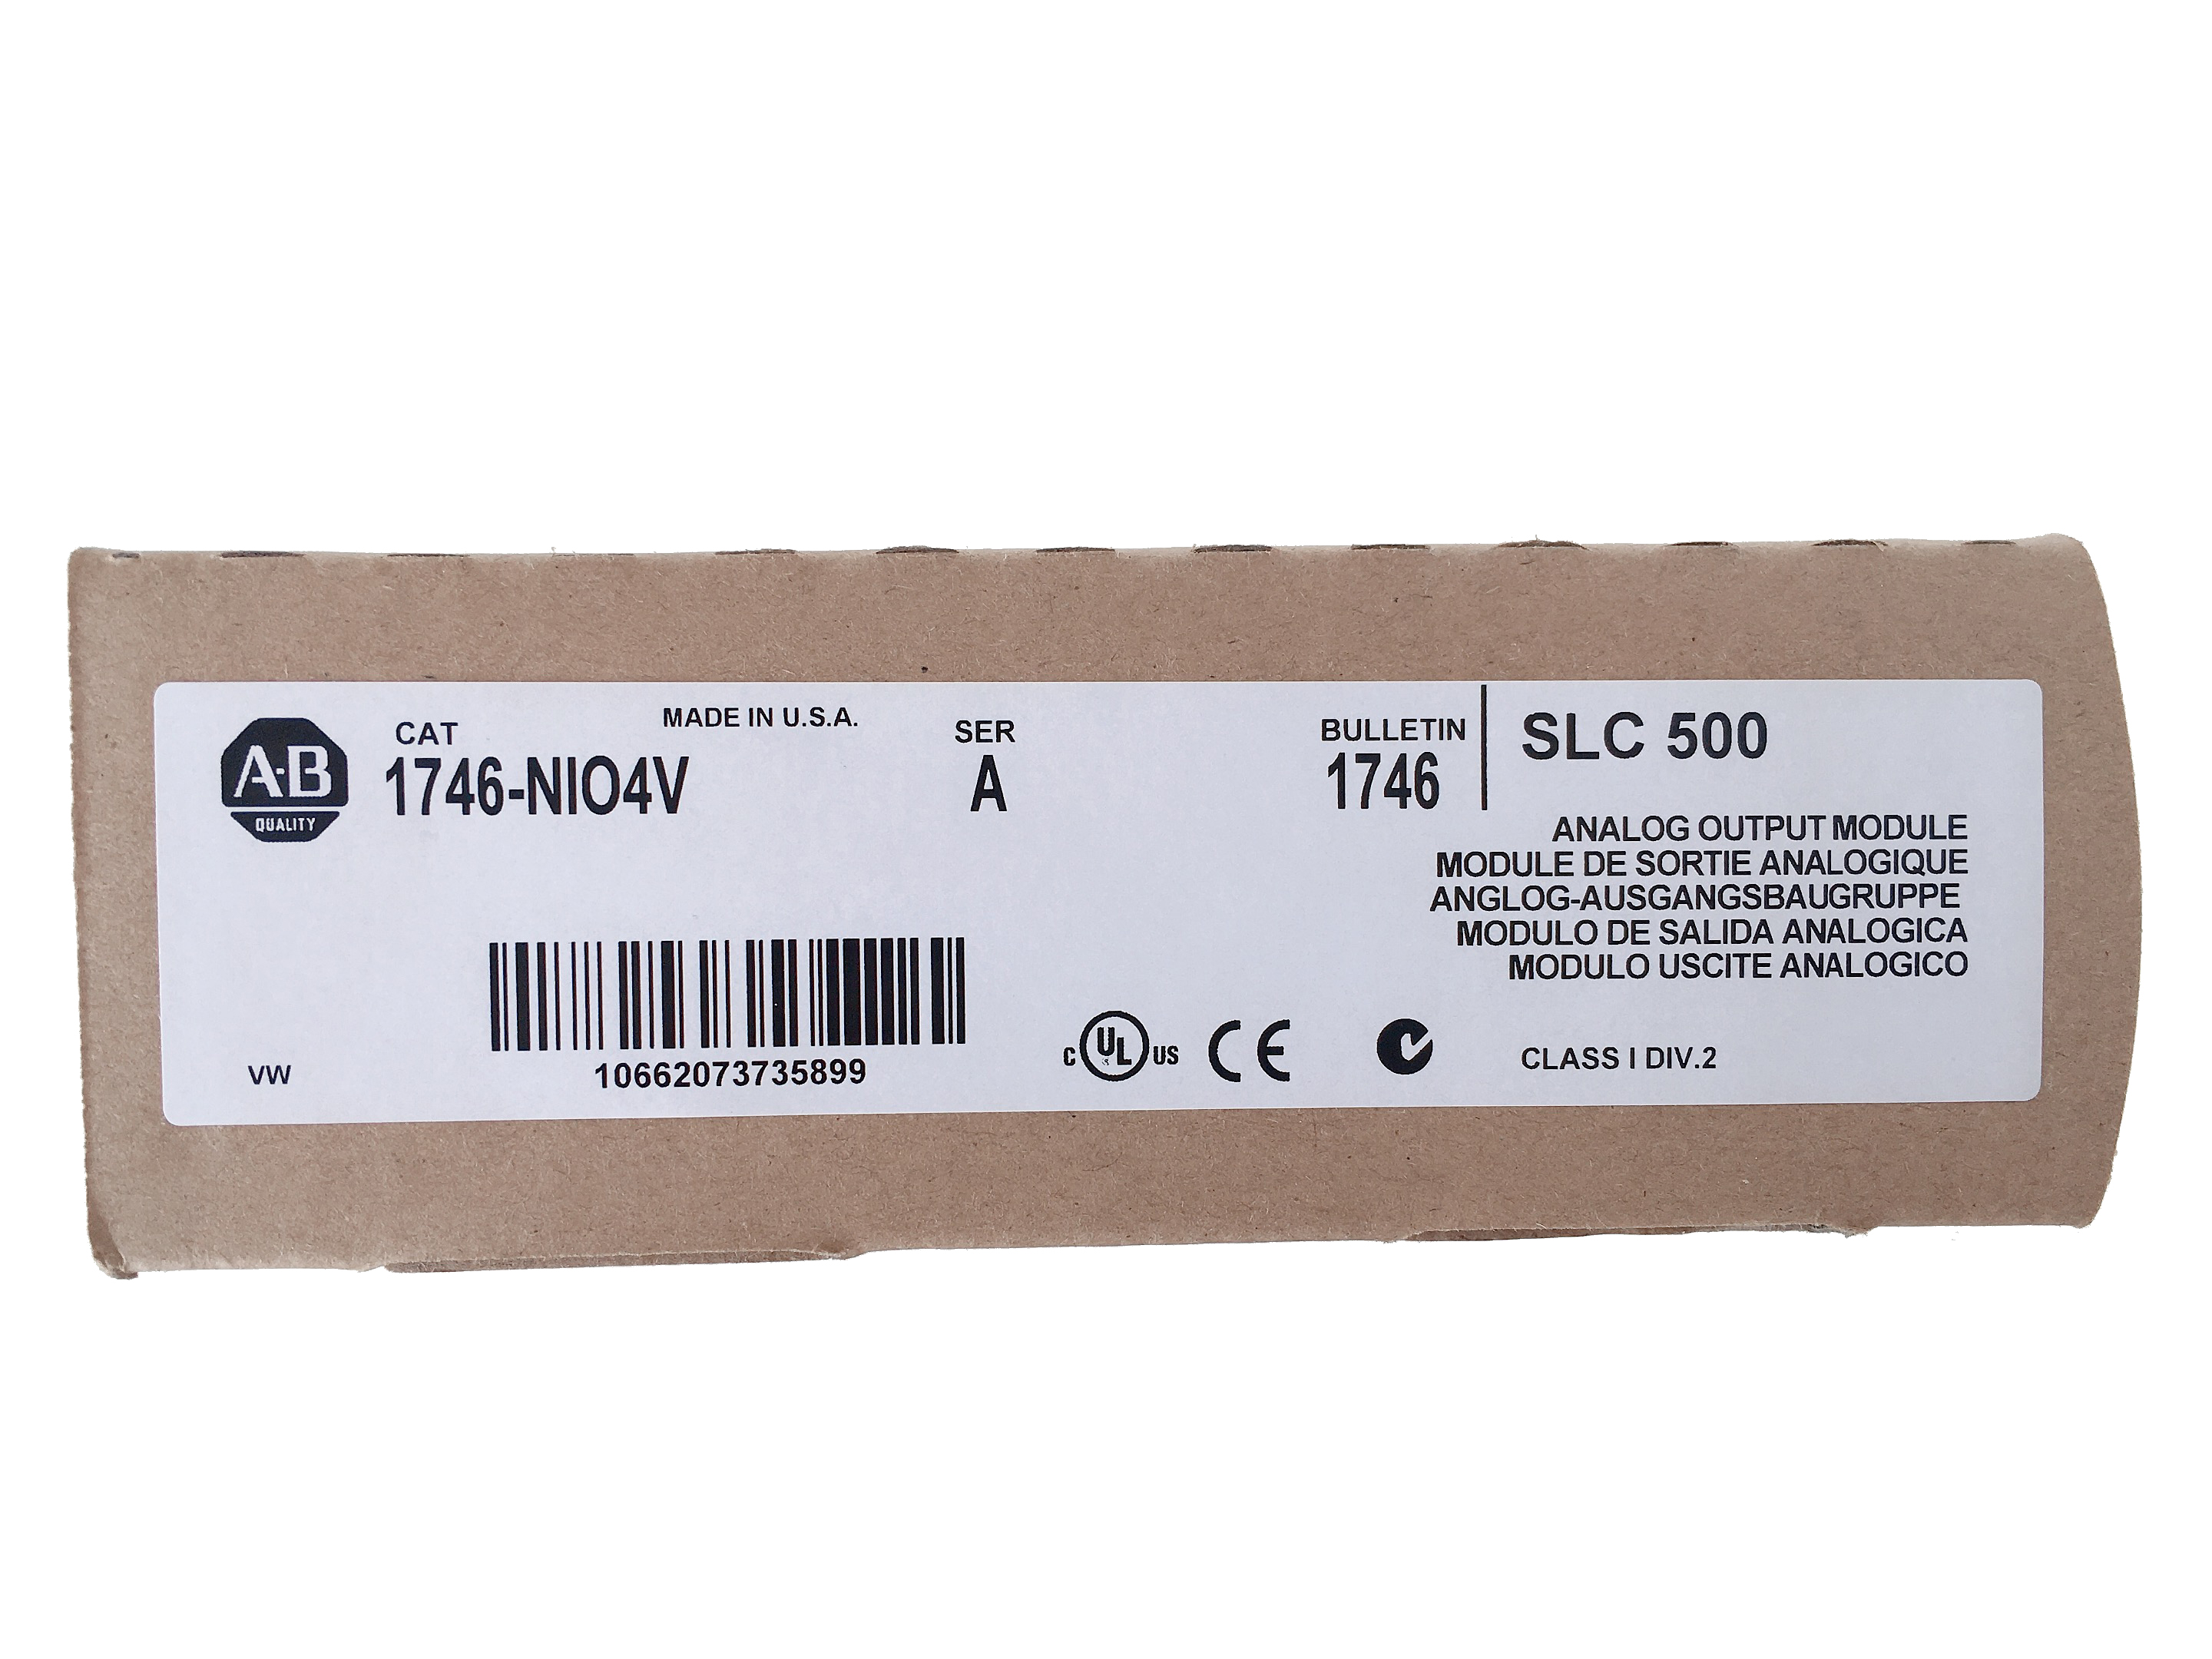 A-B
QUALITY
CAT
1746-NIO4V
MADE IN U.S.A.
SER
A
BULLETIN
1746
SLC 500
ANALOG OUTPUT MODULE
MODULE DE SORTIE ANALOGIQUE
ANGLOG-AUSGANGSBAUGRUPPE
MODULO DE SALIDA ANALOGICA
MODULO USCITE ANALOGICO
VW
10662073735899
C UL US CE
CLASS I DIV.2